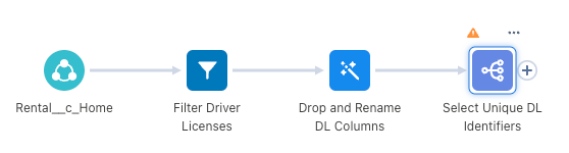 Rental__c_Home
Filter Driver
Licenses
Drop and Rename
DL Columns
Select Unique DL
Identifiers